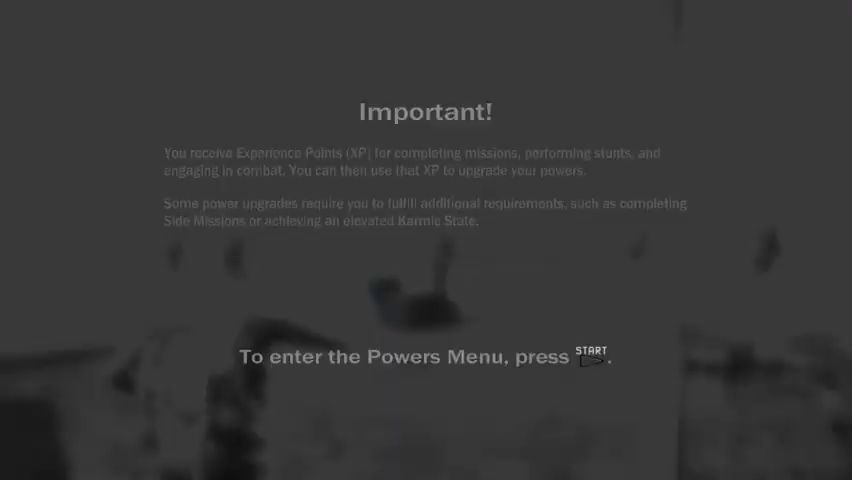 Important!
You receive Experience Points (XP) for completing missions, performing stunts, and
engaging in combat. You can then use that XP to upgrade your powers.
Some power upgrades require you to fulfill additional requirements, such as completing
Side Missions or achieving an elevated Karmic State.
To enter the Powers Menu, press START.